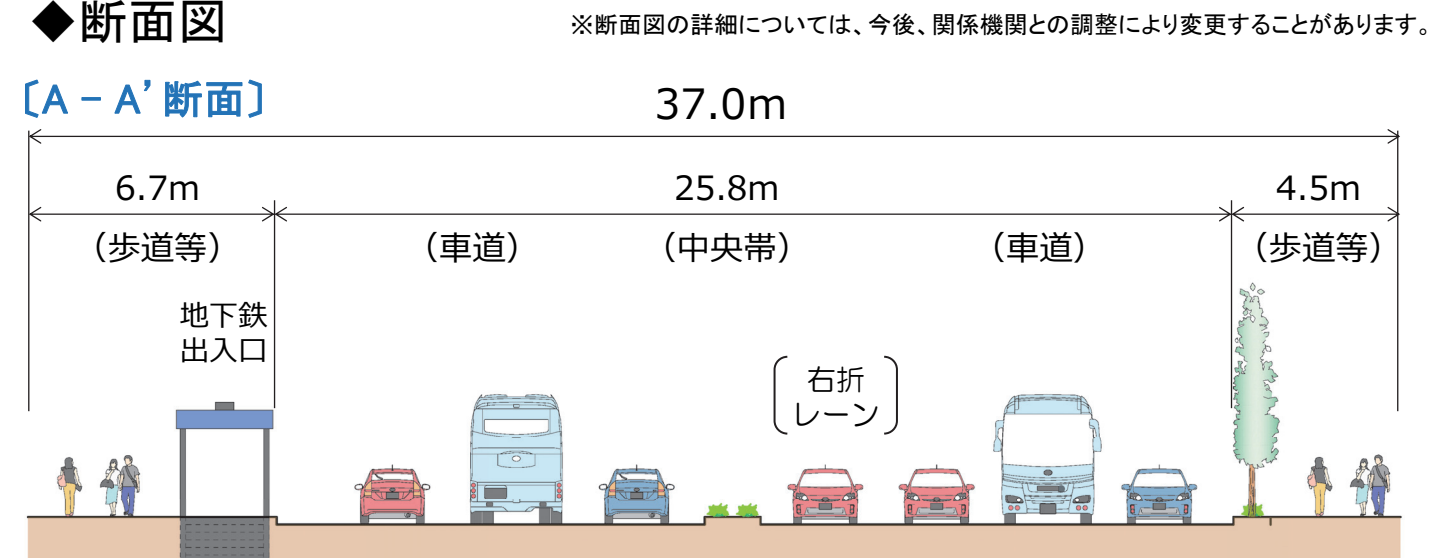 ◆断面図
※断面図の詳細については、今後、関係機関との調整により変更することがあります。
〔A－A’断面〕
37.0m
6.7m
25.8m
4.5m
（歩道等）
（車道）
（中央帯）
（車道）
（歩道等）
地下鉄
出入口
右折
レーン